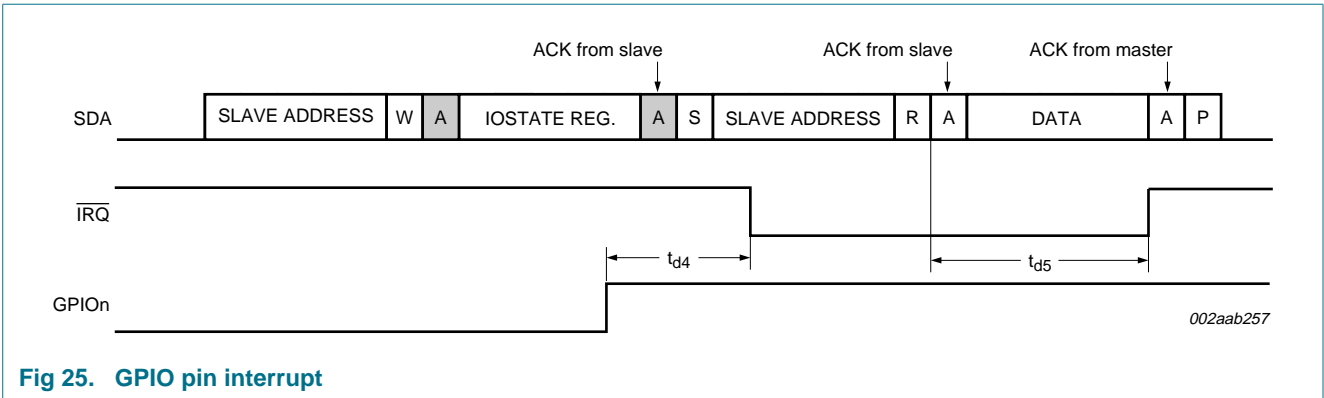 ACK from slave ACK from slave ACK from master
SDA SLAVE ADDRESS W A IOSTATE REG. A S SLAVE ADDRESS R A DATA A P
IRQ
td4 td5
GPIOn
002aab257
Fig 25. GPIO pin interrupt